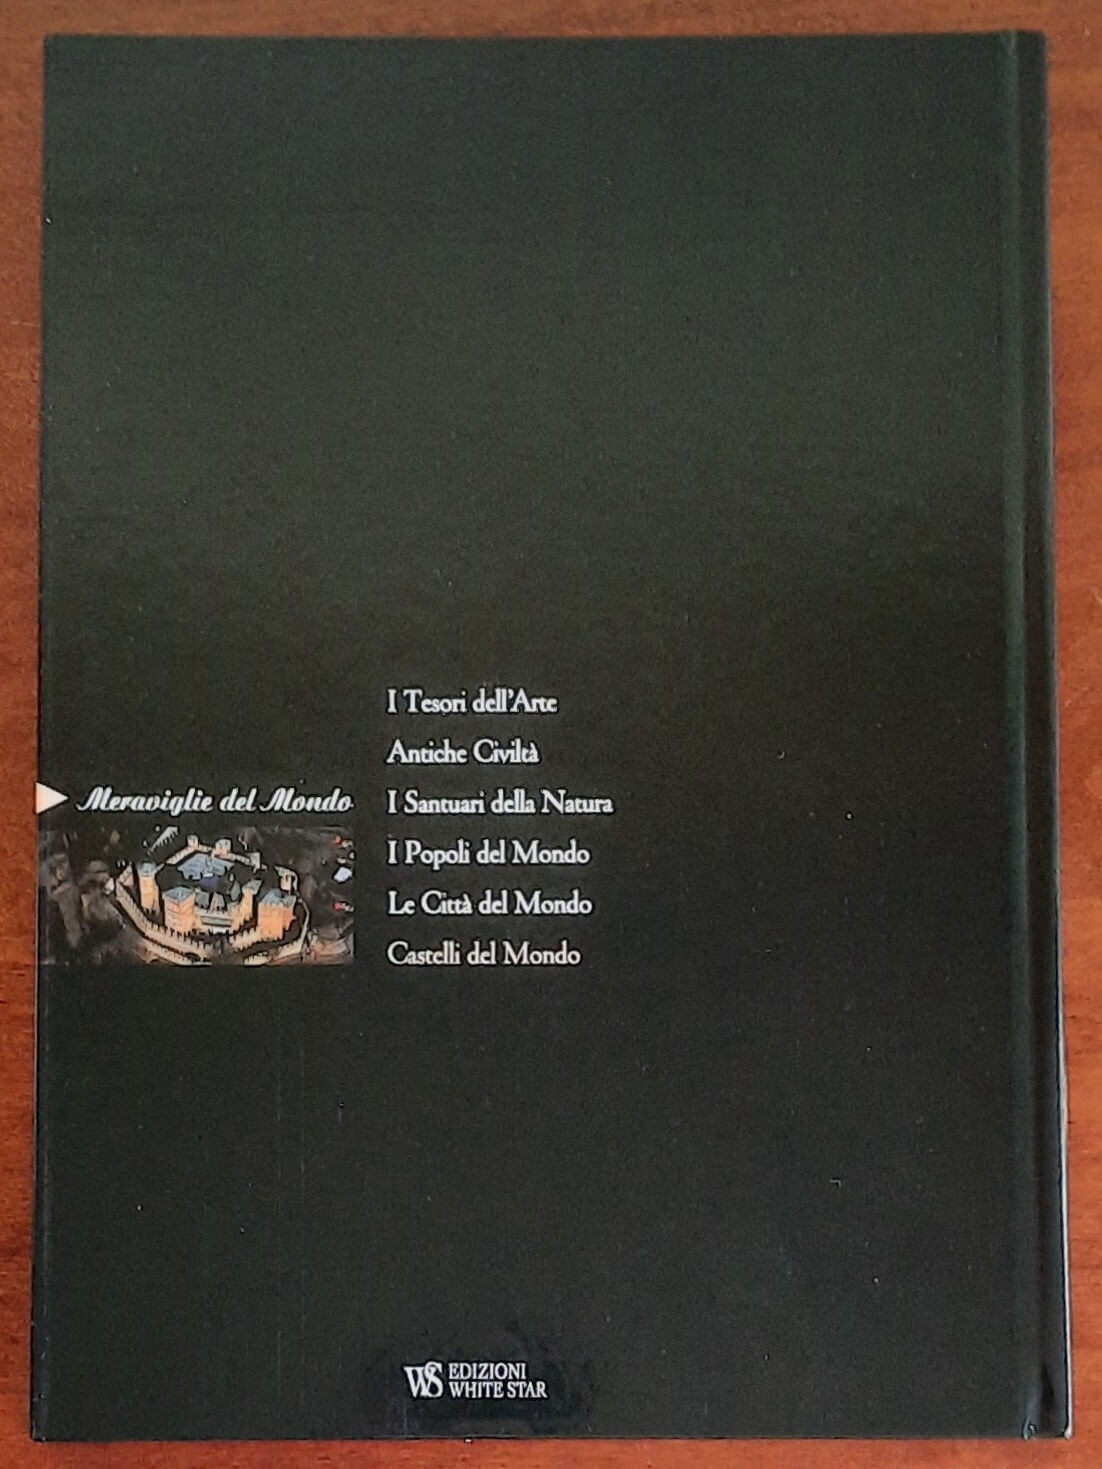 I Tesori dell'Arte
Antiche Civiltà
Meraviglie del Mondo
I Santuari della Natura
I Popoli del Mondo
Le Città del Mondo
Castelli del Mondo
WS EDIZIONI
WHITE STAR